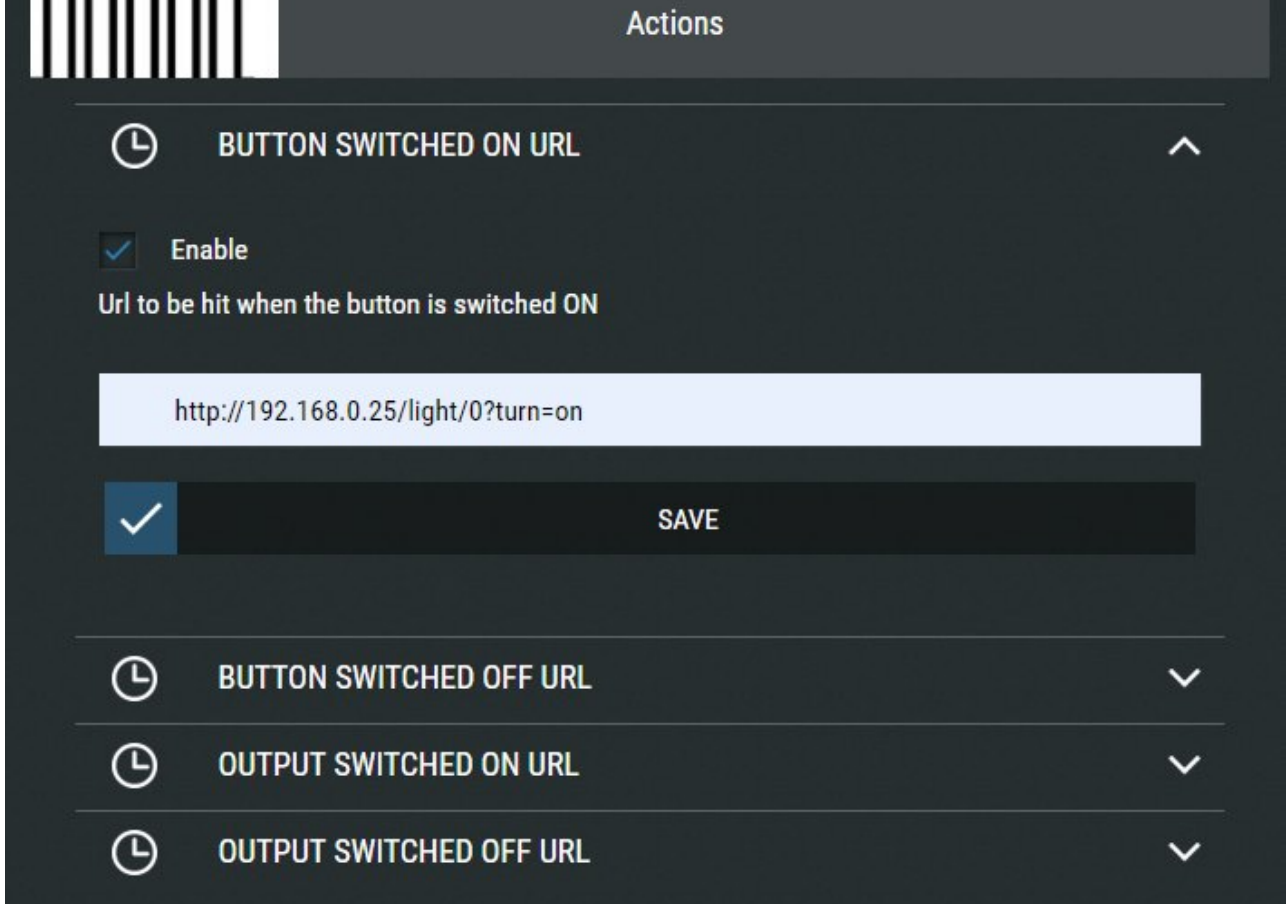 Actions
BUTTON SWITCHED ON URL
Enable
Url to be hit when the button is switched ON
http://192.168.0.25/light/0?turn=on
SAVE
BUTTON SWITCHED OFF URL
OUTPUT SWITCHED ON URL
OUTPUT SWITCHED OFF URL